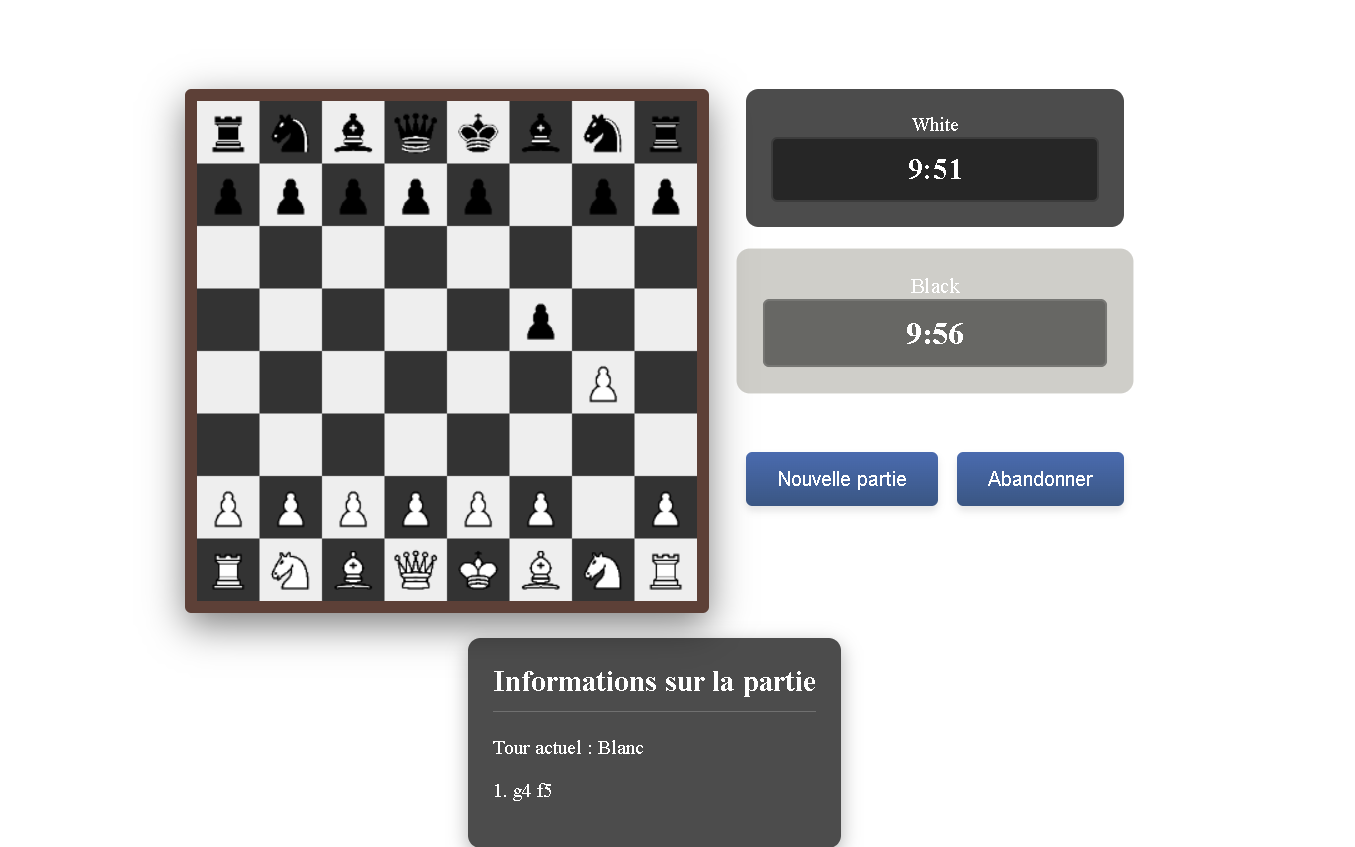 White
9:51
Black
9:56
Nouvelle partie
Abandonner
Informations sur la partie
Tour actuel : Blanc
1. g4 f5